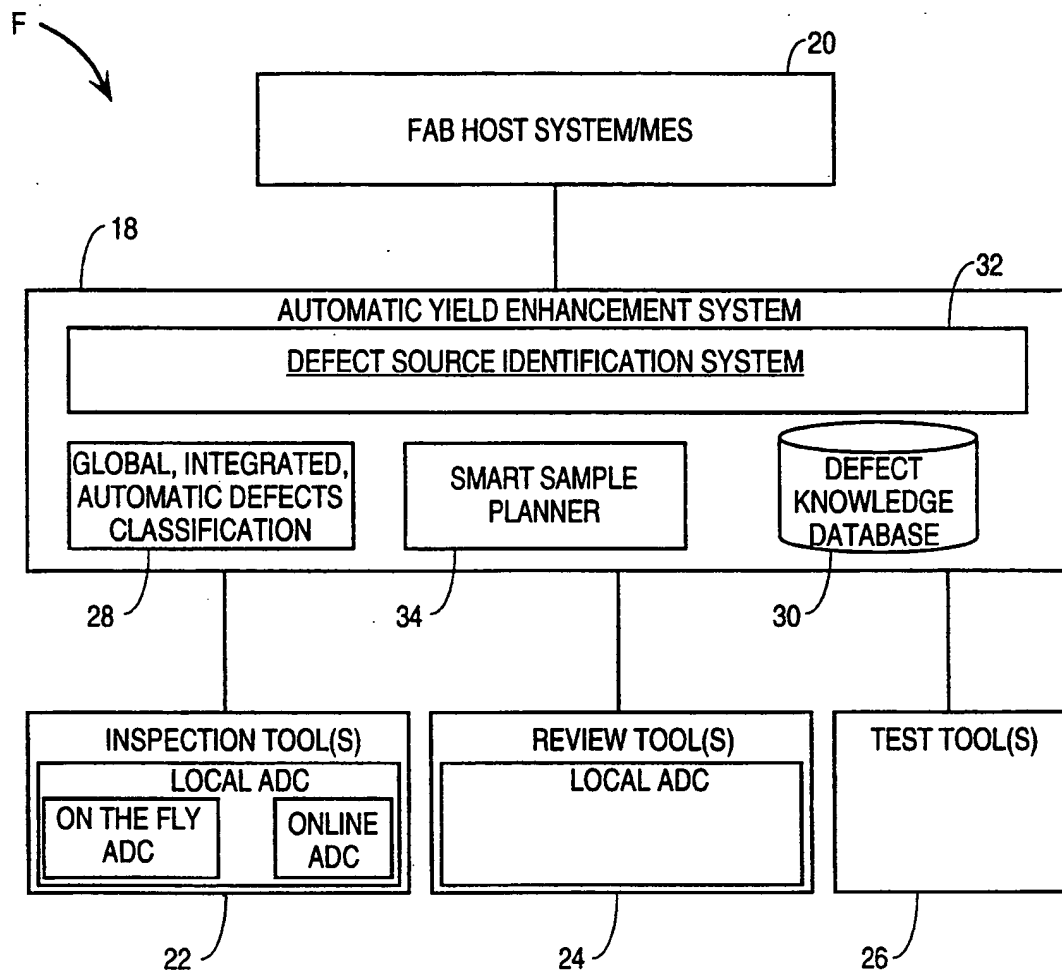 F
20
FAB HOST SYSTEM/MES
18
32
AUTOMATIC YIELD ENHANCEMENT SYSTEM
DEFECT SOURCE IDENTIFICATION SYSTEM
GLOBAL, INTEGRATED,
AUTOMATIC DEFECTS
CLASSIFICATION
SMART SAMPLE
PLANNER
DEFECT
KNOWLEDGE
DATABASE
28
34
30
INSPECTION TOOL(S)
LOCAL ADC
ON THE FLY
ADC
ONLINE
ADC
REVIEW TOOL(S)
LOCAL ADC
TEST TOOL(S)
22
24
26